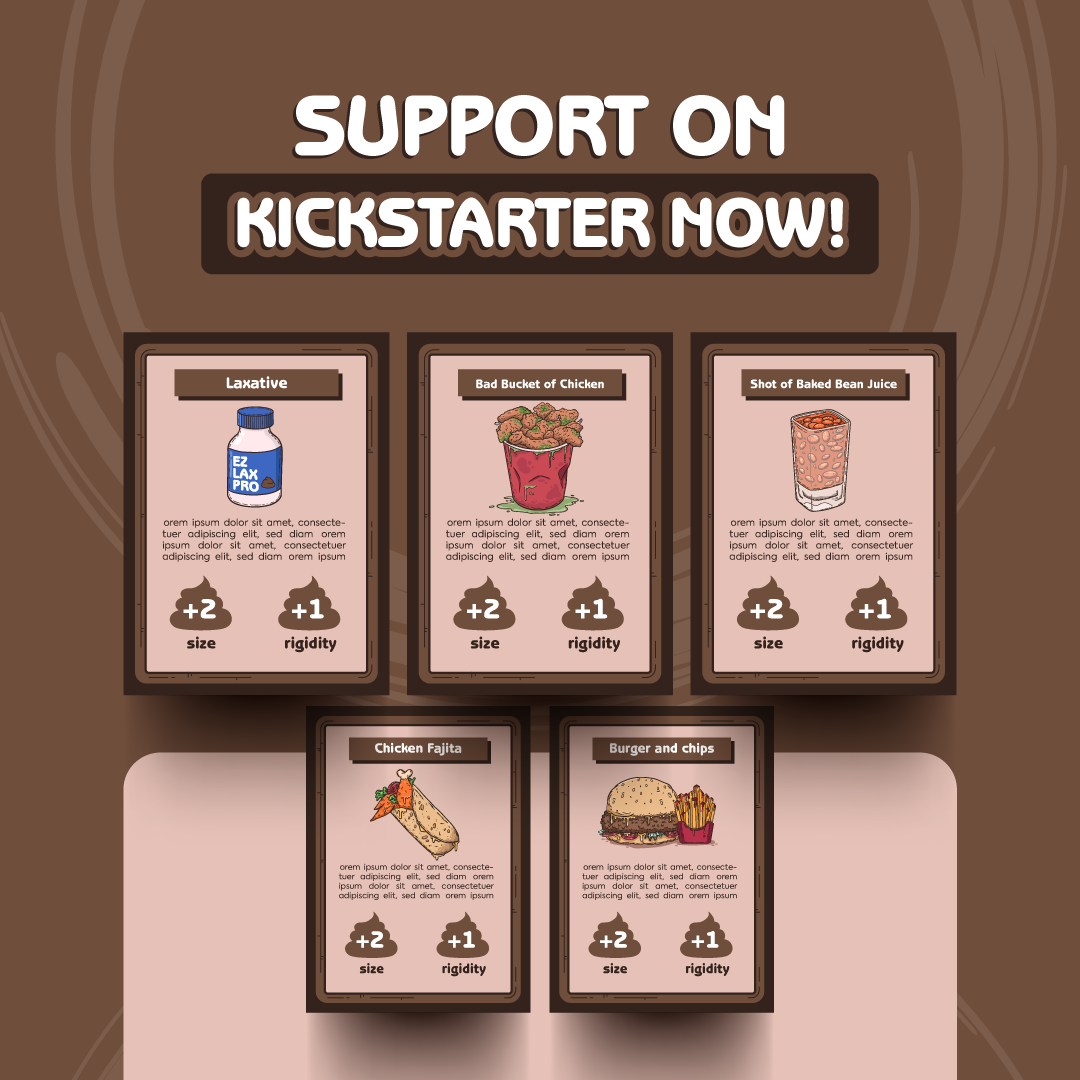 SUPPORT ON
KICKSTARTER NOW!
Laxative
EZ
LAX
PRO
orem ipsum dolor sit amet, consecte-
tuer adipiscing elit, sed diam orem
ipsum dolor sit amet, consectetuer
adipiscing elit, sed diam orem ipsum
+2
size
+1
rigidity
Bad Bucket of Chicken
orem ipsum dolor sit amet, consecte-
tuer adipiscing elit, sed diam orem
ipsum dolor sit amet, consectetuer
adipiscing elit, sed diam orem ipsum
+2
size
+1
rigidity
Shot of Baked Bean Juice
orem ipsum dolor sit amet, consecte-
tuer adipiscing elit, sed diam orem
ipsum dolor sit amet, consectetuer
adipiscing elit, sed diam orem ipsum
+2
size
+1
rigidity
Chicken Fajita
orem ipsum dolor sit amet, consecte-
tuer adipiscing elit, sed diam orem
ipsum dolor sit amet, consectetuer
adipiscing elit, sed diam orem ipsum
+2
size
+1
rigidity
Burger and chips
orem ipsum dolor sit amet, consecte-
tuer adipiscing elit, sed diam orem
ipsum dolor sit amet, consectetuer
adipiscing elit, sed diam orem ipsum
+2
size
+1
rigidity